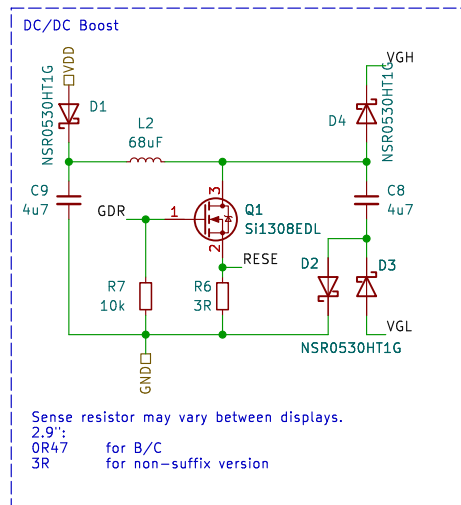 DC/DC Boost
VDD
NSR0530HT1G
D1
L2
68uF
VGH
D4
NSR0530HT1G
C9
4u7
GDR
1
3
2
Q1
Si1308EDL
C8
4u7
RESE
R7
10k
R6
3R
D2
D3
VGL
NSR0530HT1G
GND
Sense resistor may vary between displays.
2.9":
0R47 for B/C
3R for non-suffix version